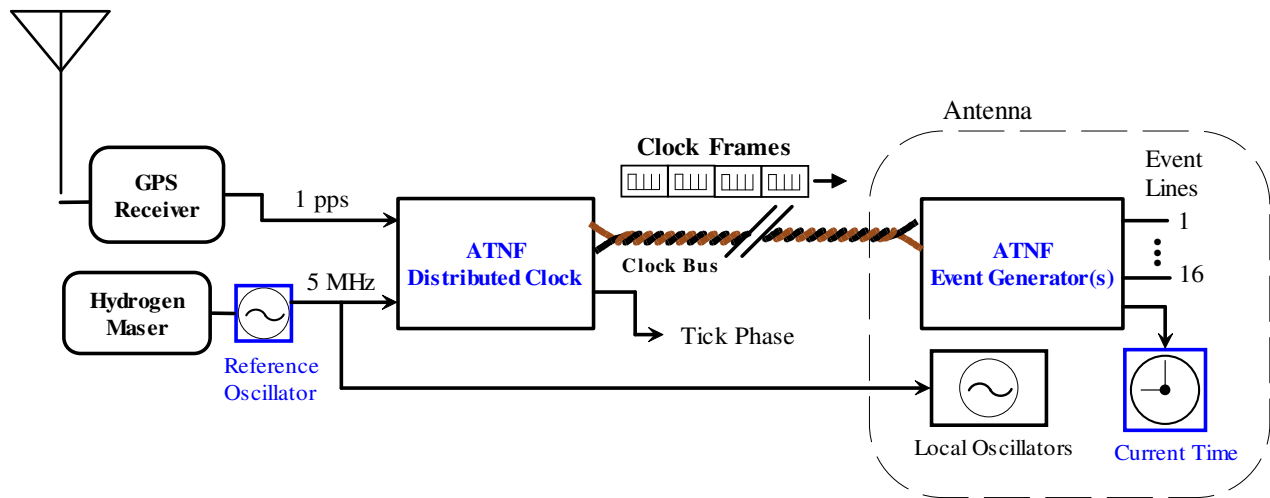 Antenna
Clock Frames
Event
Lines
GPS
Receiver
1 pps
1
ATNF
Distributed Clock
Clock Bus
ATNF
Event Generator(s)
16
5 MHz
Hydrogen
Maser
Tick Phase
Reference
Oscillator
Local Oscillators
Current Time